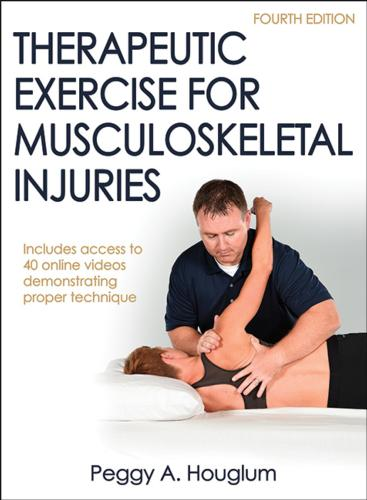 FOURTH EDITION
THERAPEUTIC
EXERCISE FOR
MUSCULOSKELETAL
INJURIES
Includes access to
40 online videos
demonstrating
proper technique
Peggy A. Houglum